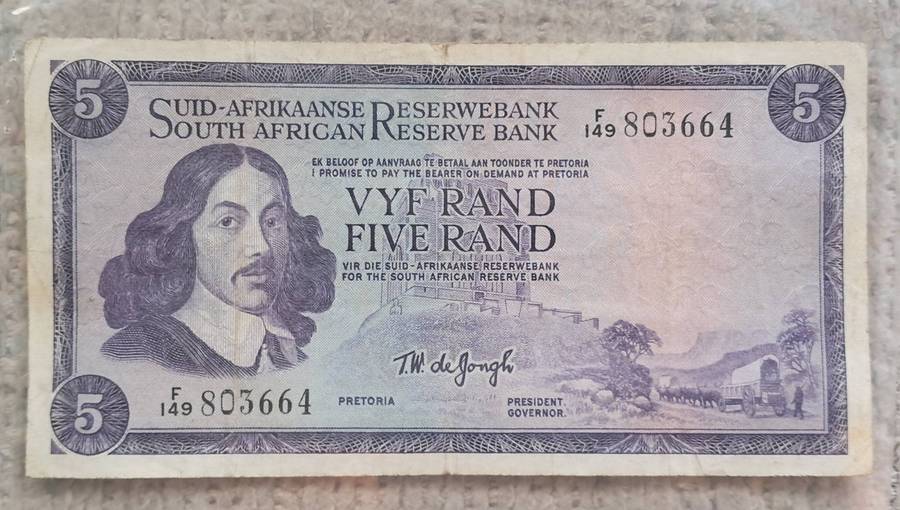 5
5
SUID-AFRIKAANSE RESERWEBANK
SOUTH AFRICAN RESERVE BANK
F/149 803664
EK BELOOF OP AANVRAAG TE BETAAL AAN TOONDER TE PRETORIA
I PROMISE TO PAY THE BEARER ON DEMAND AT PRETORIA
VYF RAND
FIVE RAND
VIR DIE SUID-AFRIKAANSE RESERWEBANK
FOR THE SOUTH AFRICAN RESERVE BANK
T.W. de Jongh
F/149 803664
PRETORIA
PRESIDENT.
GOVERNOR.
5